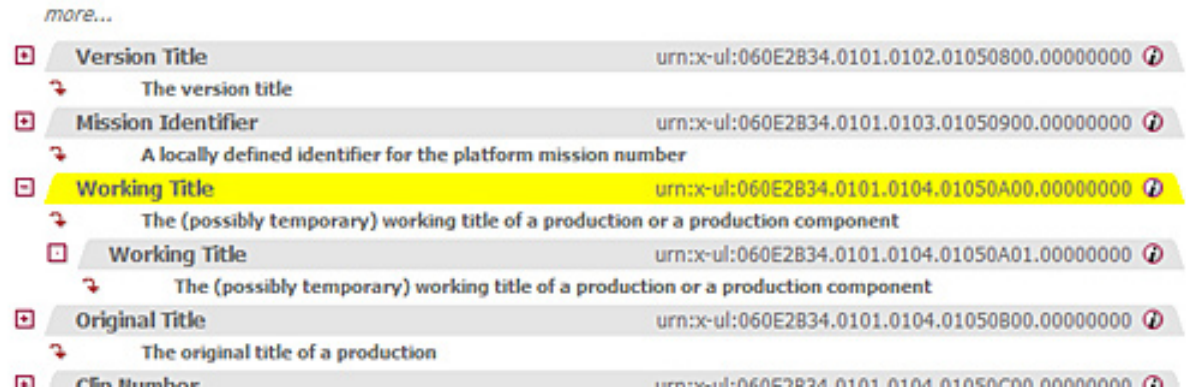 more...
Version Title urn:x-ul:060E2B34.0101.0102.01050800.00000000
The version title
Mission Identifier urn:x-ul:060E2B34.0101.0103.01050900.00000000
A locally defined identifier for the platform mission number
Working Title urn:x-ul:060E2B34.0101.0104.01050A00.00000000
The (possibly temporary) working title of a production or a production component
Working Title urn:x-ul:060E2B34.0101.0104.01050A01.00000000
The (possibly temporary) working title of a production or a production component
Original Title urn:x-ul:060E2B34.0101.0104.01050B00.00000000
The original title of a production
Clip Number urn:x-ul:060E2B34.0101.0104.01050C00.00000000